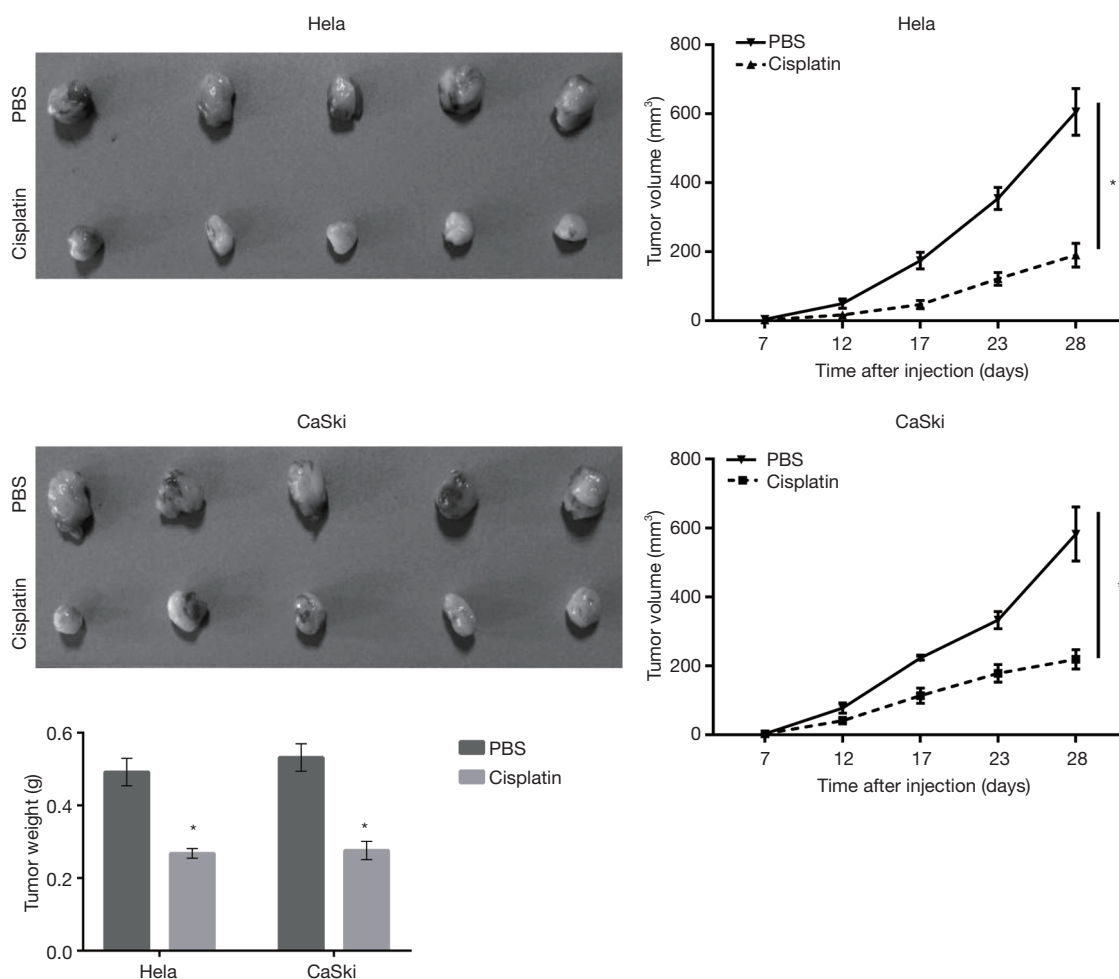 Hela
PBS
Cisplatin
Hela
PBS
Cisplatin
Tumor volume (mm³)
800
600
400
200
0
*
7 12 17 23 28
Time after injection (days)
CaSki
PBS
Cisplatin
CaSki
PBS
Cisplatin
Tumor volume (mm³)
800
600
400
200
0
7 12 17 23 28
Time after injection (days)
Tumor weight (g)
0.6
0.4
0.2
0.0
* *
Hela CaSki
PBS
Cisplatin